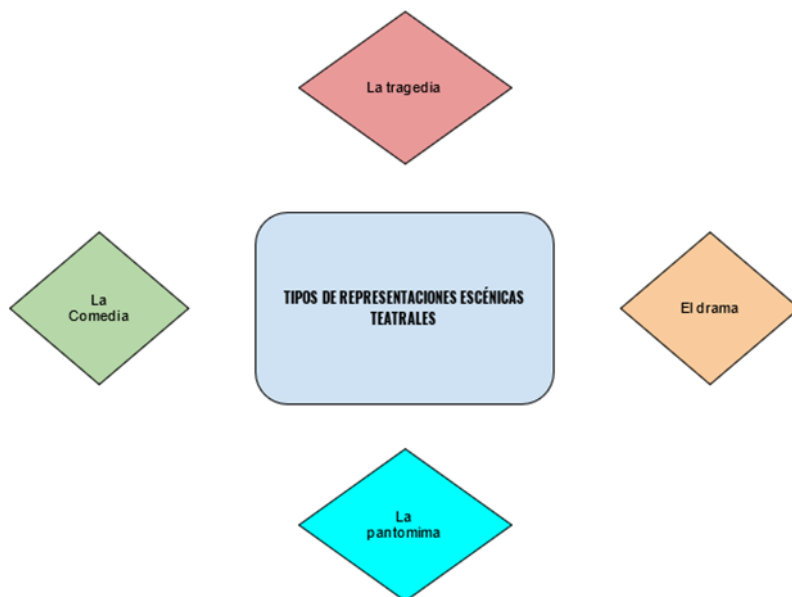 La tragedia
TIPOS DE REPRESENTACIONES ESCÉNICAS
TEATRALES
La
Comedia
El drama
La
pantomima